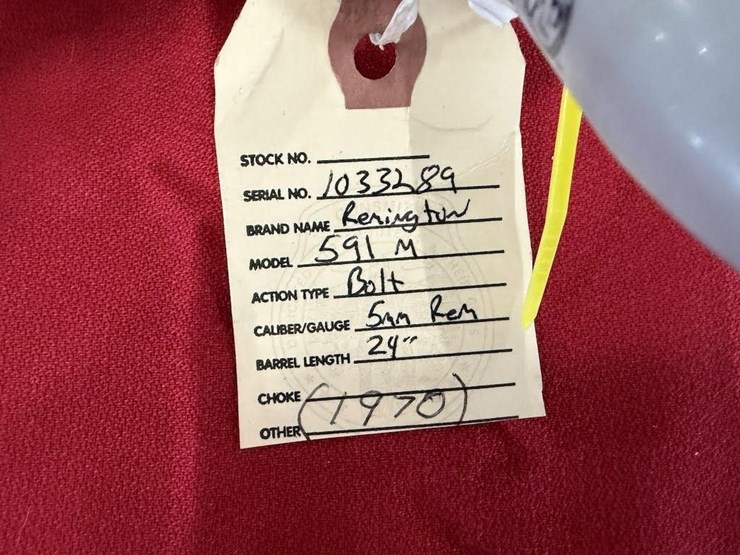 STOCK NO.
SERIAL NO. 1033289
BRAND NAME Remington
MODEL 591 M
ACTION TYPE Bolt
CALIBER/GAUGE 5mm Rem
BARREL LENGTH 24"
CHOKE
OTHER (1970)